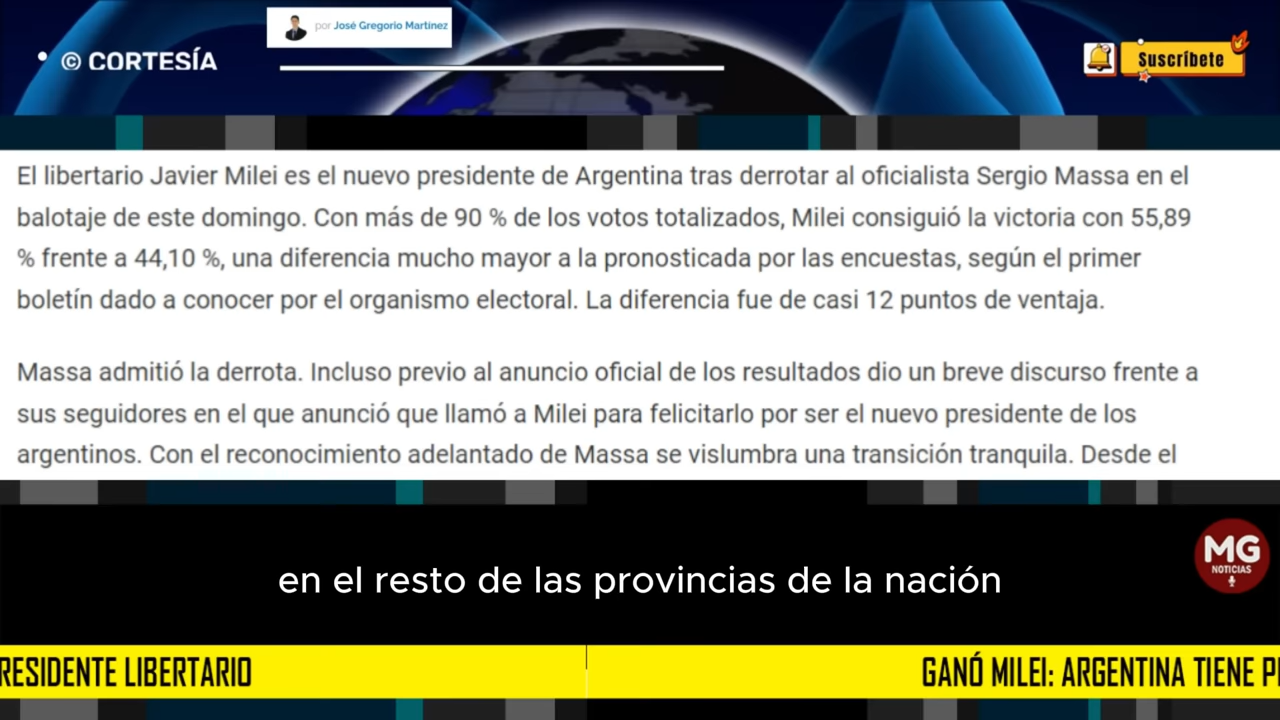 por José Gregorio Martínez
© CORTESÍA
Suscríbete
El libertario Javier Milei es el nuevo presidente de Argentina tras derrotar al oficialista Sergio Massa en el
balotaje de este domingo. Con más de 90 % de los votos totalizados, Milei consiguió la victoria con 55,89
% frente a 44,10 %, una diferencia mucho mayor a la pronosticada por las encuestas, según el primer
boletín dado a conocer por el organismo electoral. La diferencia fue de casi 12 puntos de ventaja.
Massa admitió la derrota. Incluso previo al anuncio oficial de los resultados dio un breve discurso frente a
sus seguidores en el que anunció que llamó a Milei para felicitarlo por ser el nuevo presidente de los
argentinos. Con el reconocimiento adelantado de Massa se vislumbra una transición tranquila. Desde el
MG
NOTICIAS
en el resto de las provincias de la nación
RESIDENTE LIBERTARIO
GANÓ MILEI: ARGENTINA TIENE P